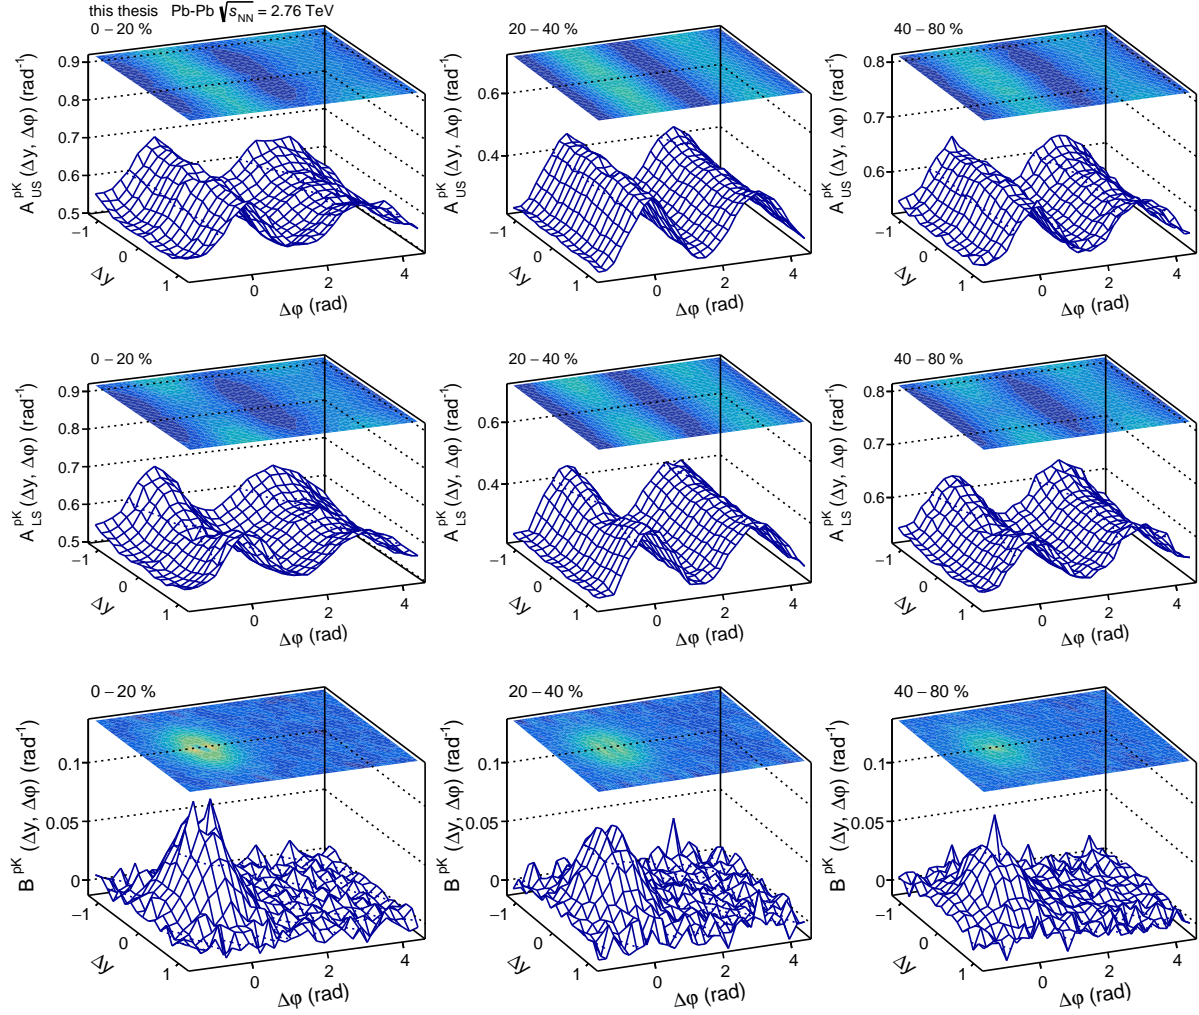 this thesis Pb-Pb √s_NN = 2.76 TeV
0 – 20 %
20 – 40 %
40 – 80 %
A^pK_US (Δy, Δφ) (rad⁻¹)
0.9
0.8
0.7
0.6
0.5
−1
0
1
Δy
0
2
4
Δφ (rad)
A^pK_US (Δy, Δφ) (rad⁻¹)
0.6
0.4
−1
0
1
Δy
0
2
4
Δφ (rad)
A^pK_US (Δy, Δφ) (rad⁻¹)
0.8
0.7
0.6
−1
0
1
Δy
0
2
4
Δφ (rad)
0 – 20 %
20 – 40 %
40 – 80 %
A^pK_LS (Δy, Δφ) (rad⁻¹)
0.9
0.8
0.7
0.6
0.5
−1
0
1
Δy
0
2
4
Δφ (rad)
A^pK_LS (Δy, Δφ) (rad⁻¹)
0.6
0.4
−1
0
1
Δy
0
2
4
Δφ (rad)
A^pK_LS (Δy, Δφ) (rad⁻¹)
0.8
0.7
0.6
−1
0
1
Δy
0
2
4
Δφ (rad)
0 – 20 %
20 – 40 %
40 – 80 %
B^pK (Δy, Δφ) (rad⁻¹)
0.1
0.05
0
−1
0
1
Δy
0
2
4
Δφ (rad)
B^pK (Δy, Δφ) (rad⁻¹)
0.1
0.05
0
−1
0
1
Δy
0
2
4
Δφ (rad)
B^pK (Δy, Δφ) (rad⁻¹)
0.1
0.05
0
−1
0
1
Δy
0
2
4
Δφ (rad)